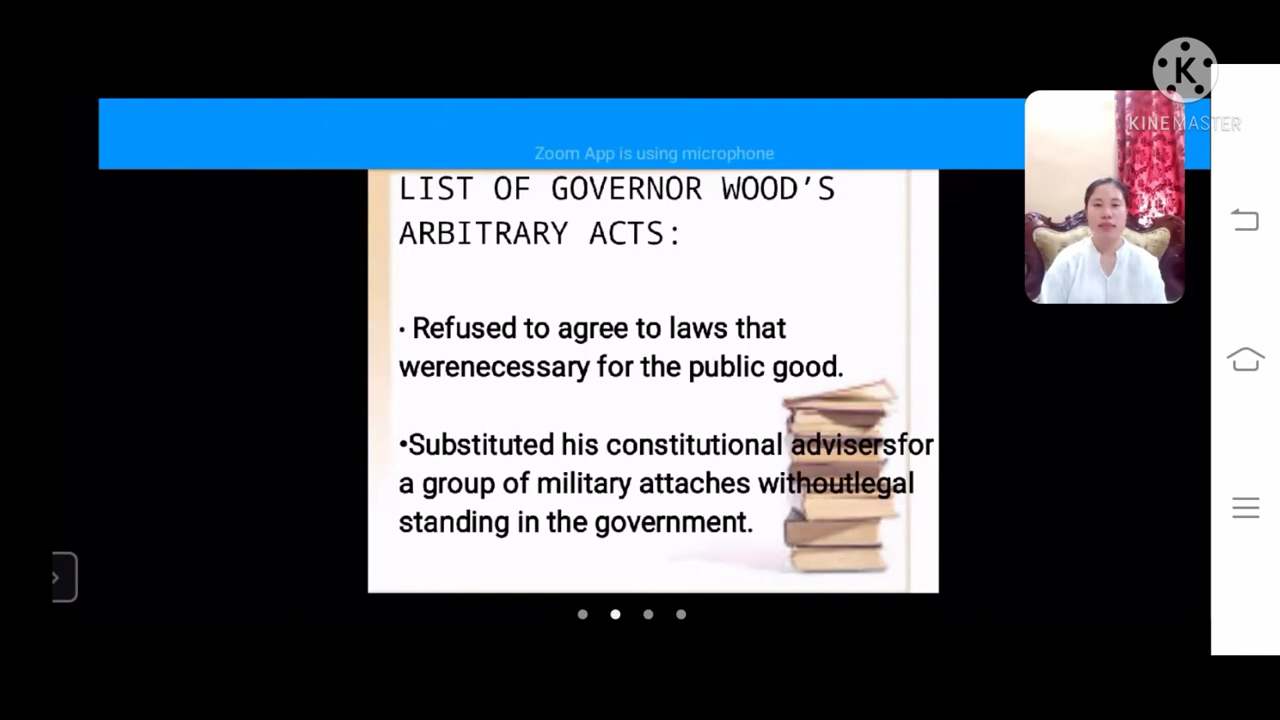 K
KINEMASTER
Zoom App is using microphone
LIST OF GOVERNOR WOOD'S
ARBITRARY ACTS:
· Refused to agree to laws that
werenecessary for the public good.
•Substituted his constitutional advisersfor
a group of military attaches withoutlegal
standing in the government.